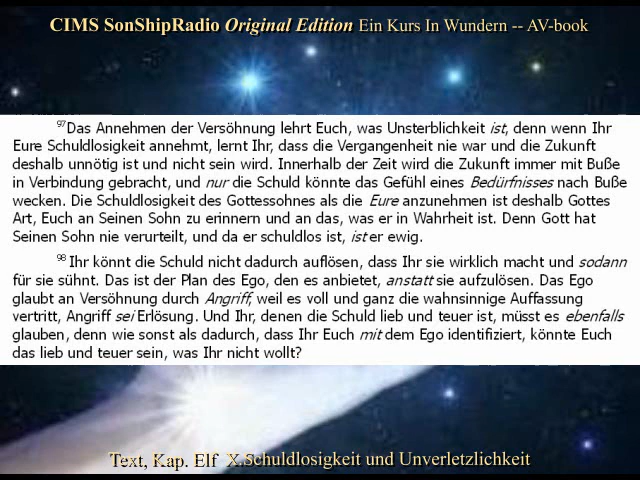 CIMS SonShipRadio Original Edition Ein Kurs In Wundern -- AV-book
97Das Annehmen der Versöhnung lehrt Euch, was Unsterblichkeit ist, denn wenn Ihr
Eure Schuldlosigkeit annehmt, lernt Ihr, dass die Vergangenheit nie war und die Zukunft
deshalb unnötig ist und nicht sein wird. Innerhalb der Zeit wird die Zukunft immer mit Buße
in Verbindung gebracht, und nur die Schuld könnte das Gefühl eines Bedürfnisses nach Buße
wecken. Die Schuldlosigkeit des Gottessohnes als die Eure anzunehmen ist deshalb Gottes
Art, Euch an Seinen Sohn zu erinnern und an das, was er in Wahrheit ist. Denn Gott hat
Seinen Sohn nie verurteilt, und da er schuldlos ist, ist er ewig.
98 Ihr könnt die Schuld nicht dadurch auflösen, dass Ihr sie wirklich macht und sodann
für sie sühnt. Das ist der Plan des Ego, den es anbietet, anstatt sie aufzulösen. Das Ego
glaubt an Versöhnung durch Angriff, weil es voll und ganz die wahnsinnige Auffassung
vertritt, Angriff sei Erlösung. Und Ihr, denen die Schuld lieb und teuer ist, müsst es ebenfalls
glauben, denn wie sonst als dadurch, dass Ihr Euch mit dem Ego identifiziert, könnte Euch
das lieb und teuer sein, was Ihr nicht wollt?
Text, Kap. Elf X.Schuldlosigkeit und Unverletzlichkeit